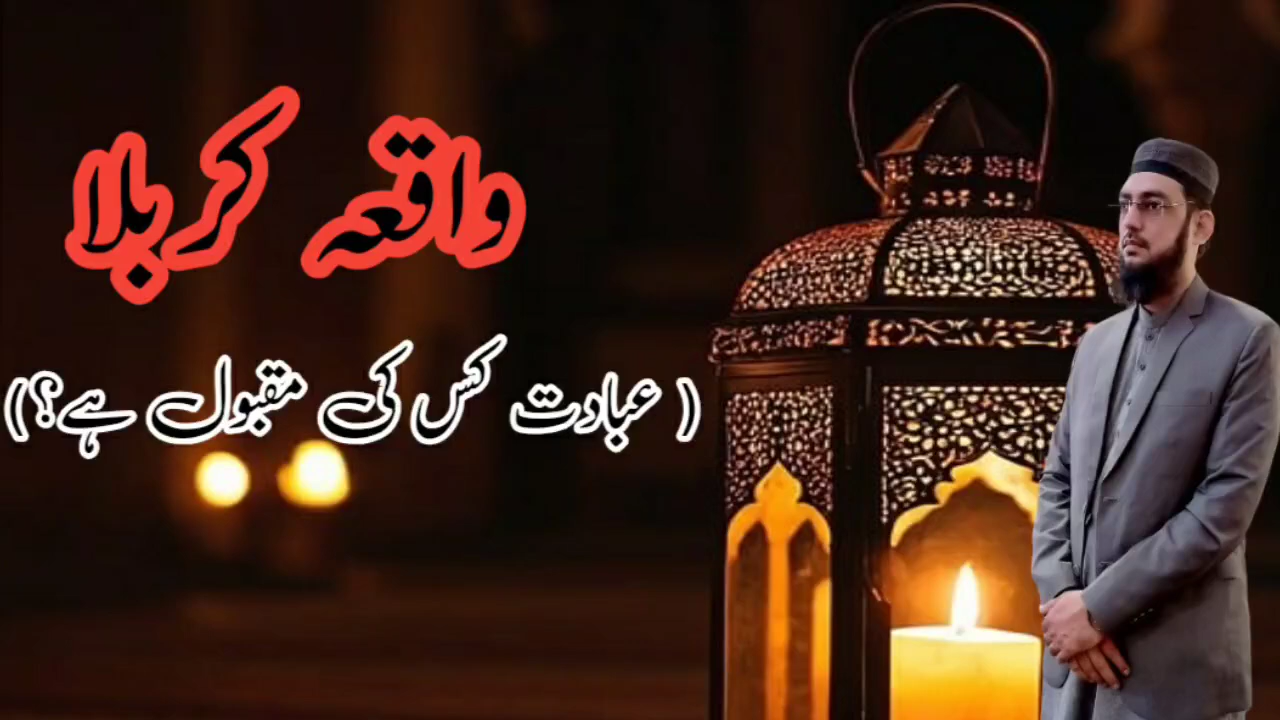 واقعہ کربلا
( عبادت کس کی مقبول ہے؟)